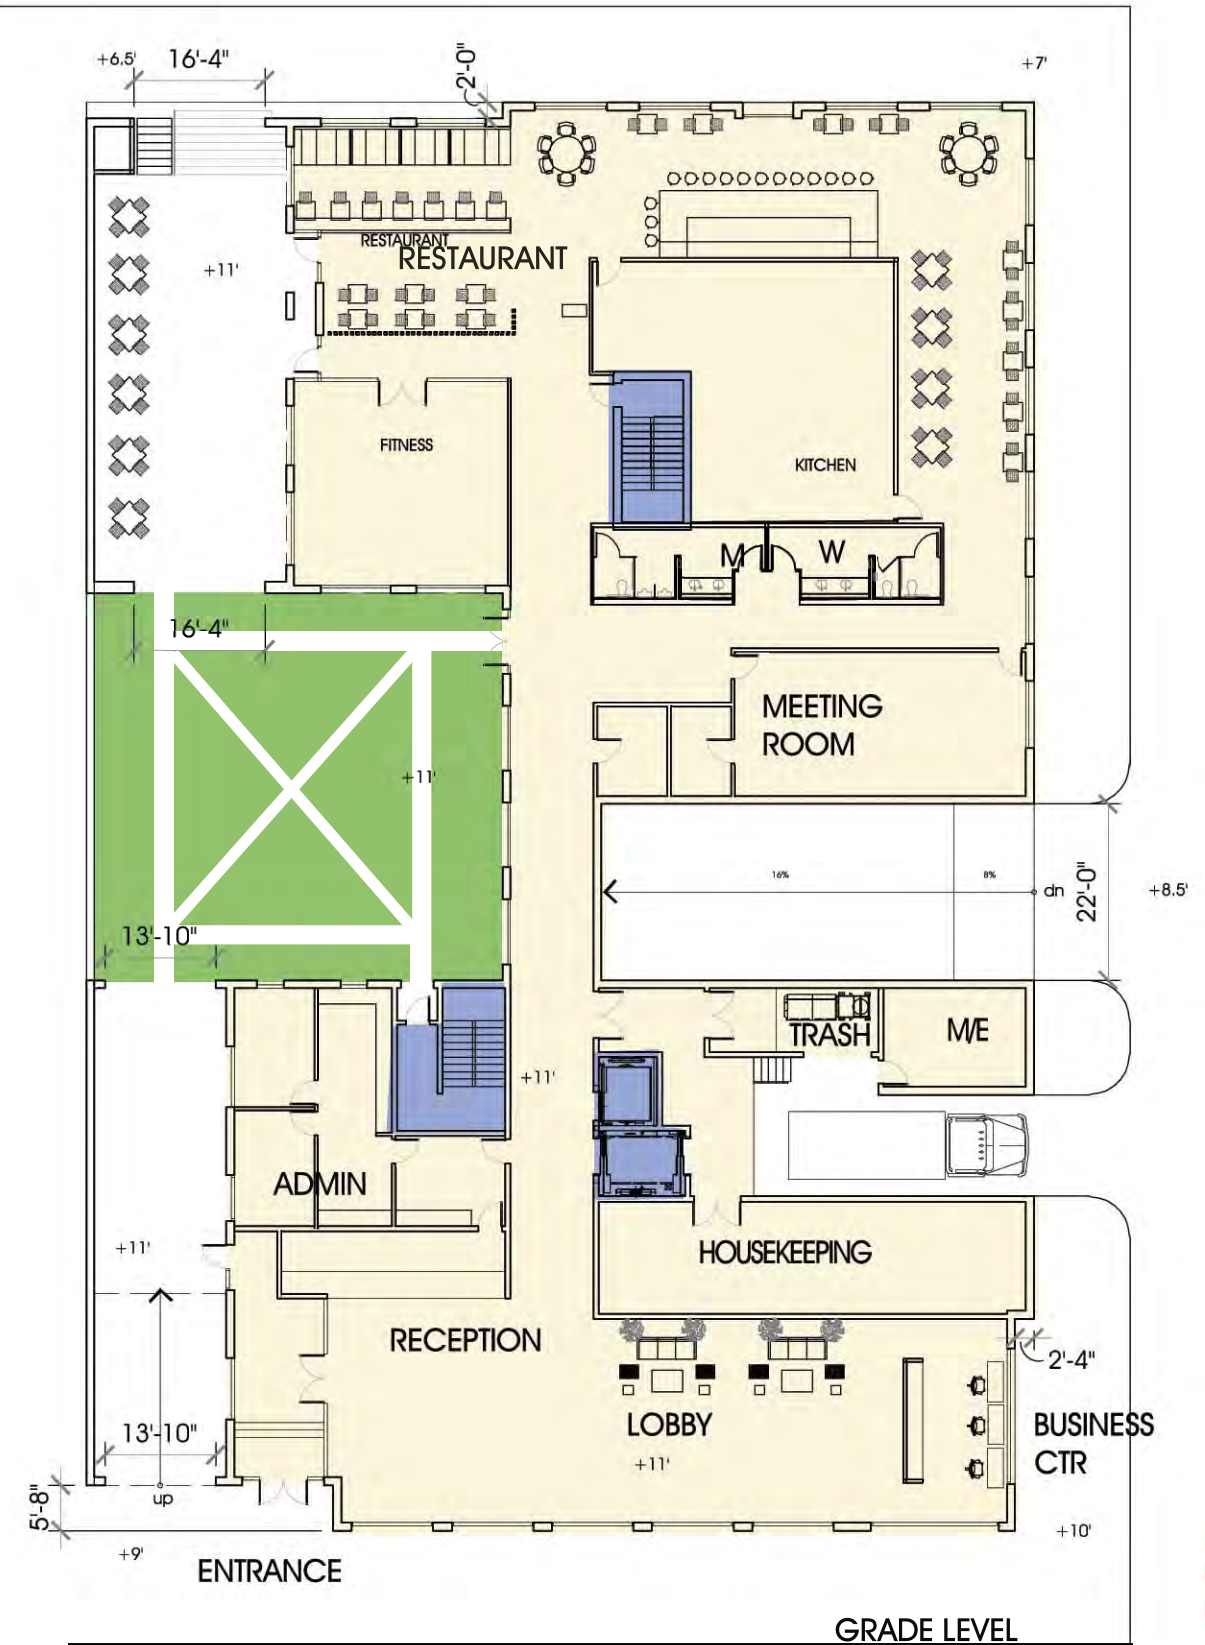 +6.5'
16'-4"
2'-0"
+7'
RESTAURANT
RESTAURANT
+11'
FITNESS
KITCHEN
M
W
16'-4"
MEETING
ROOM
+11'
16%
8%
dn
22'-0"
+8.5'
13'-10"
TRASH
M/E
+11'
ADMIN
+11'
HOUSEKEEPING
RECEPTION
2'-4"
LOBBY
BUSINESS
CTR
13'-10"
+11'
up
5'-8"
+10'
+9'
ENTRANCE
GRADE LEVEL